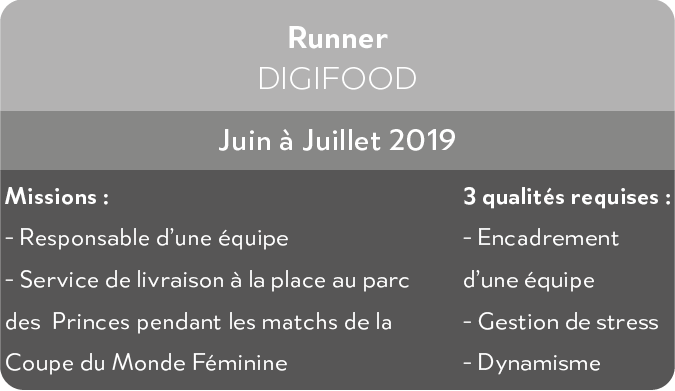 Runner
DIGIFOOD
Juin à Juillet 2019
Missions :
- Responsable d'une équipe
- Service de livraison à la place au parc
des Princes pendant les matchs de la
Coupe du Monde Féminine
3 qualités requises :
- Encadrement
d'une équipe
- Gestion de stress
- Dynamisme